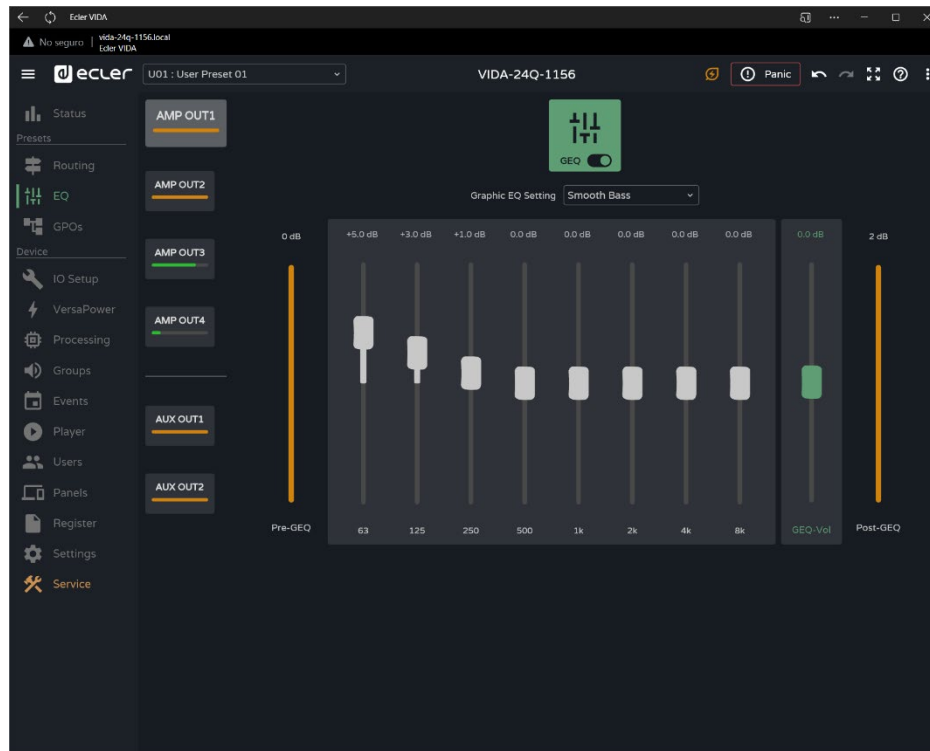 Ecler VIDA
No seguro
vida-24q-1156.local
Ecler VIDA
ecler
U01 : User Preset 01
VIDA-24Q-1156
Panic
Status
Presets
Routing
EQ
GPOs
Device
IO Setup
VersaPower
Processing
Groups
Events
Player
Users
Panels
Register
Settings
Service
AMP OUT1
AMP OUT2
AMP OUT3
AMP OUT4
AUX OUT1
AUX OUT2
GEQ
Graphic EQ Setting Smooth Bass
0 dB +5.0 dB +3.0 dB +1.0 dB 0.0 dB 0.0 dB 0.0 dB 0.0 dB 0.0 dB 0.0 dB 2 dB
Pre-GEQ 63 125 250 500 1k 2k 4k 8k GEQ-Vol Post-GEQ